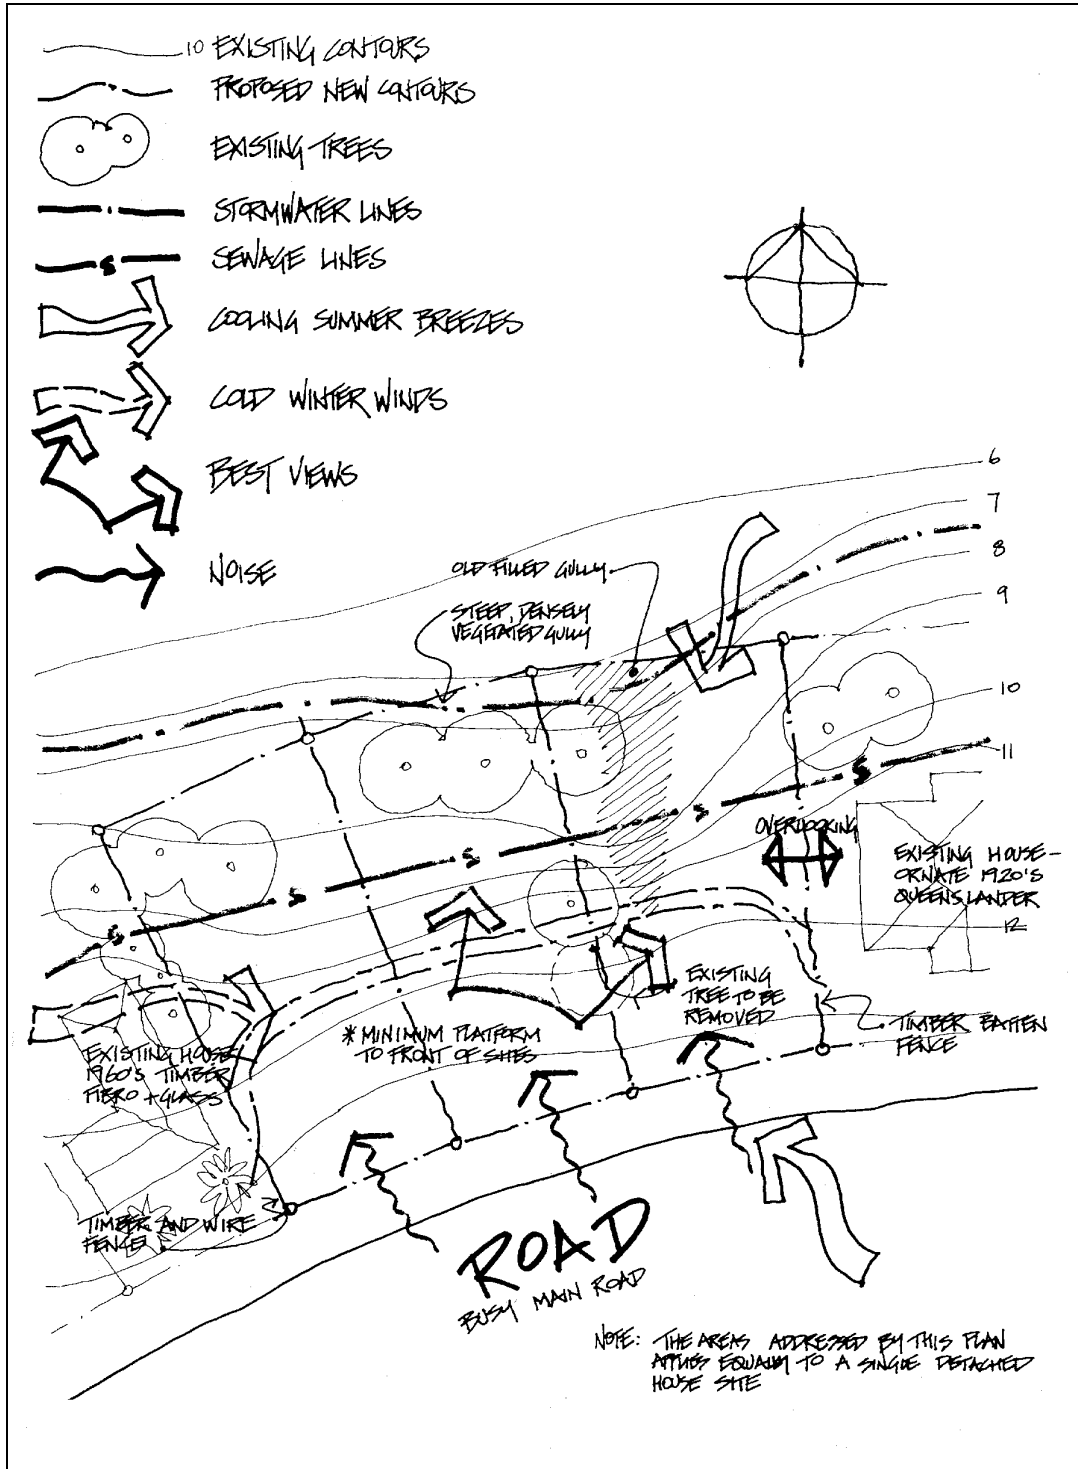 10 EXISTING CONTOURS
PROPOSED NEW CONTOURS
EXISTING TREES
STORMWATER LINES
S
SEWAGE LINES
COOLING SUMMER BREEZES
COLD WINTER WINDS
BEST VIEWS
NOISE
6
7
8
9
10
11
12
OLD FILLED GULLY
STEEP, DENSELY
VEGETATED GULLY
S
S
S
S
S
OVERLOOKING
EXISTING HOUSE -
ORNATE 1920'S
QUEENSLANDER
EXISTING
TREE TO BE
REMOVED
* MINIMUM PLATFORM
TO FRONT OF SITES
TIMBER BATTEN
FENCE
EXISTING HOUSE
1960'S TIMBER
FIBRO + GLASS
TIMBER AND WIRE
FENCE
ROAD
BUSY MAIN ROAD
NOTE: THE AREAS ADDRESSED BY THIS PLAN
APPLIES EQUALLY TO A SINGLE DETACHED
HOUSE SITE